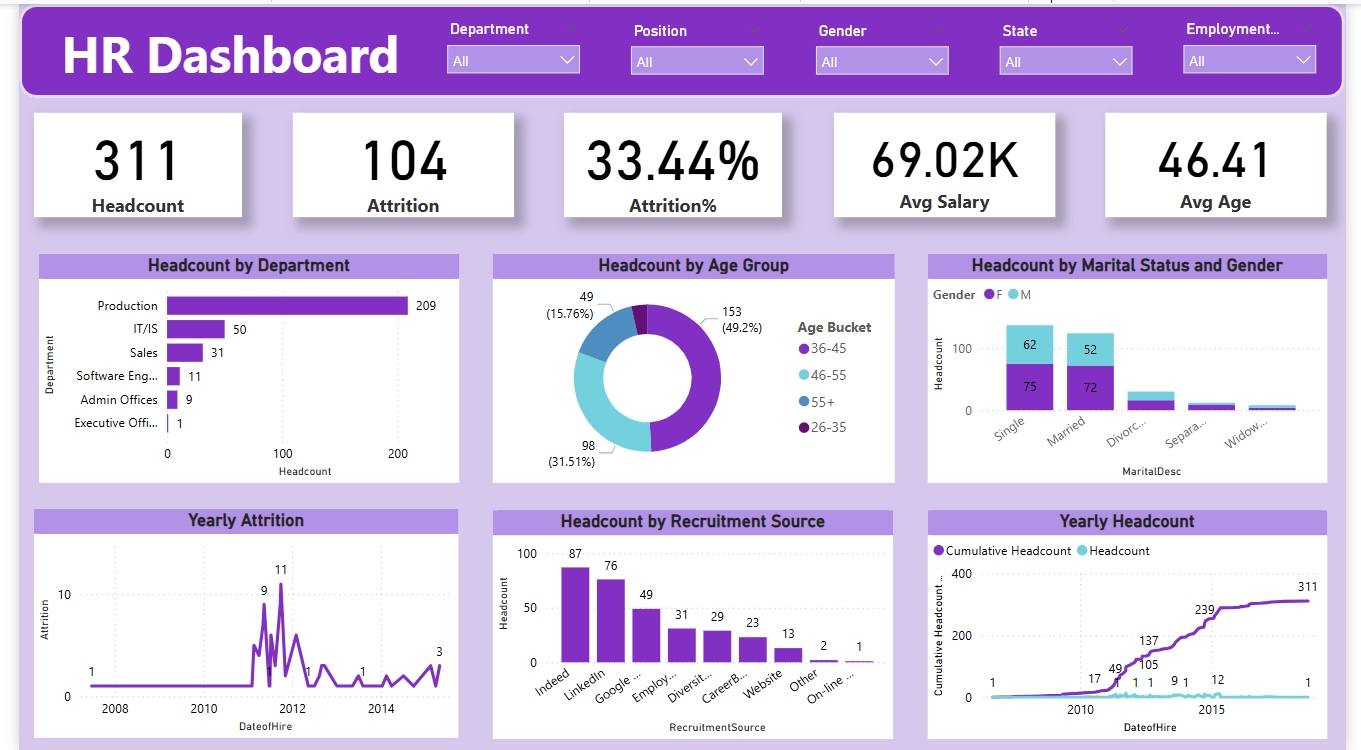 HR Dashboard
Department
All
Position
All
Gender
All
State
All
Employment...
All
311
Headcount
104
Attrition
33.44%
Attrition%
69.02K
Avg Salary
46.41
Avg Age
Headcount by Department
Department
Production
209
IT/IS
50
Sales
31
Software Eng...
11
Admin Offices
9
Executive Offi...
1
0 100 200
Headcount
Headcount by Age Group
49
(15.76%)
153
(49.2%)
98
(31.51%)
Age Bucket
36-45
46-55
55+
26-35
Headcount by Marital Status and Gender
Gender F M
Headcount
100
0
62
75
52
72
Single
Married
Divorc...
Separa...
Widow...
MaritalDesc
Yearly Attrition
Attrition
10
0
1
9
1
11
1
1
3
2008 2010 2012 2014
DateofHire
Headcount by Recruitment Source
Headcount
100
50
0
87
76
49
31
29
23
13
2
1
Indeed
LinkedIn
Google ...
Employ...
Diversit...
CareerB...
Website
Other
On-line ...
RecruitmentSource
Yearly Headcount
Cumulative Headcount Headcount
Cumulative Headcount ...
400
200
0
1
17
49
1
137
105
1
1
9
1
239
12
311
1
2010 2015
DateofHire